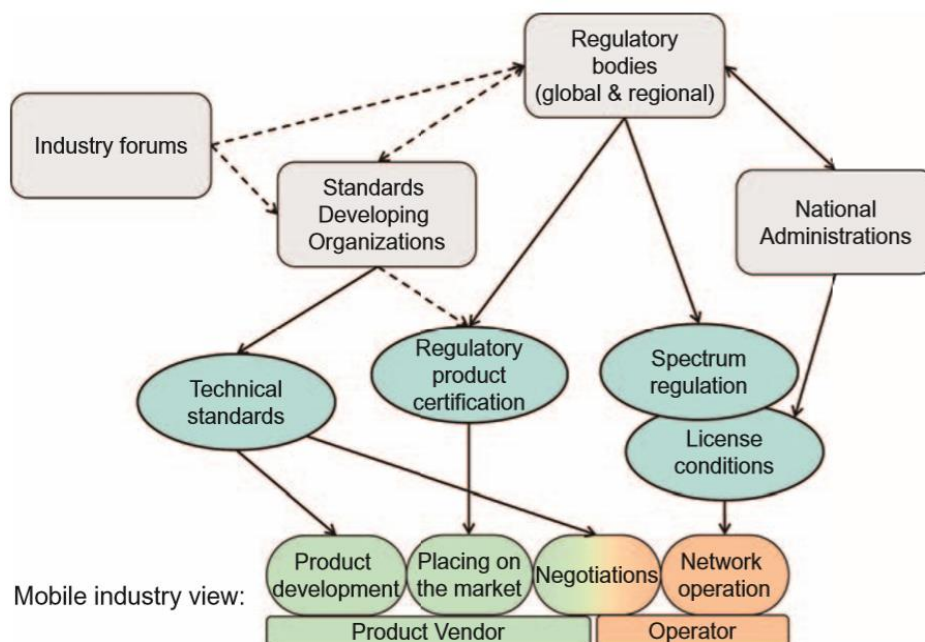 Regulatory
bodies
(global & regional)
Industry forums
Standards
Developing
Organizations
National
Administrations
Technical
standards
Regulatory
product
certification
Spectrum
regulation
License
conditions
Mobile industry view:
Product
development
Placing on
the market
Negotiations
Network
operation
Product Vendor
Operator